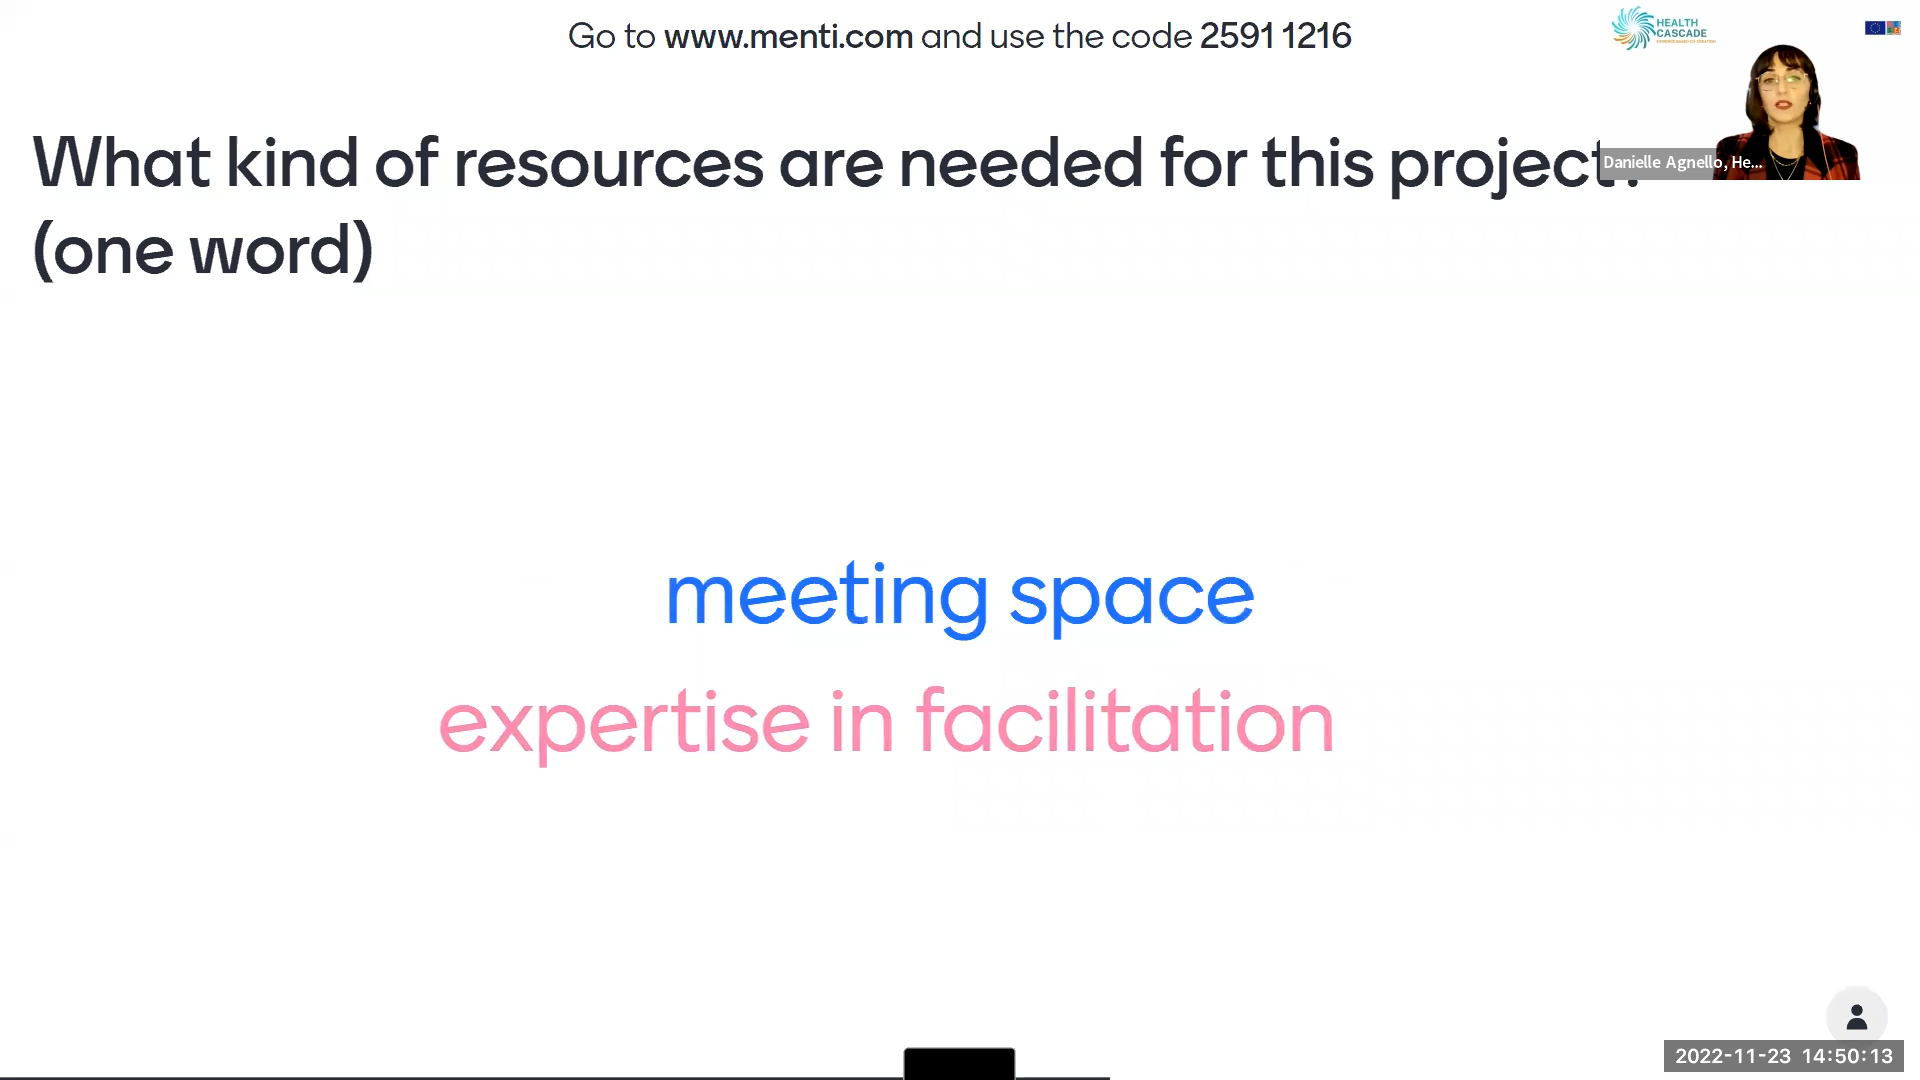 Go to www.menti.com and use the code 2591 1216
HEALTH
CASCADE
Danielle Agnello, He...
What kind of resources are needed for this project?
(one word)
meeting space
expertise in facilitation
2022-11-23 14:50:13